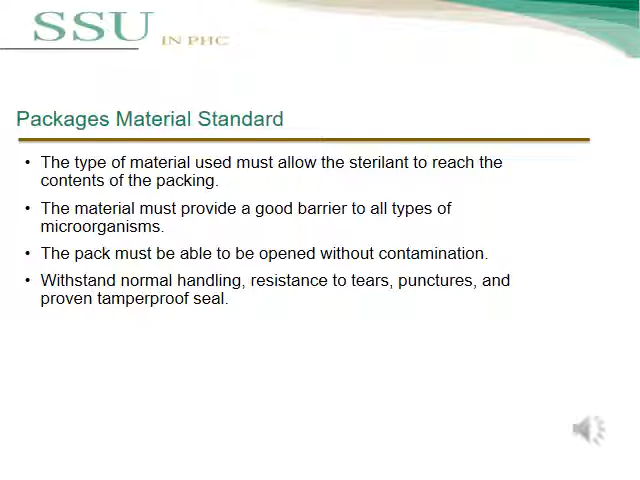 SSU IN PHC
Packages Material Standard
• The type of material used must allow the sterilant to reach the
contents of the packing.
• The material must provide a good barrier to all types of
microorganisms.
• The pack must be able to be opened without contamination.
• Withstand normal handling, resistance to tears, punctures, and
proven tamperproof seal.